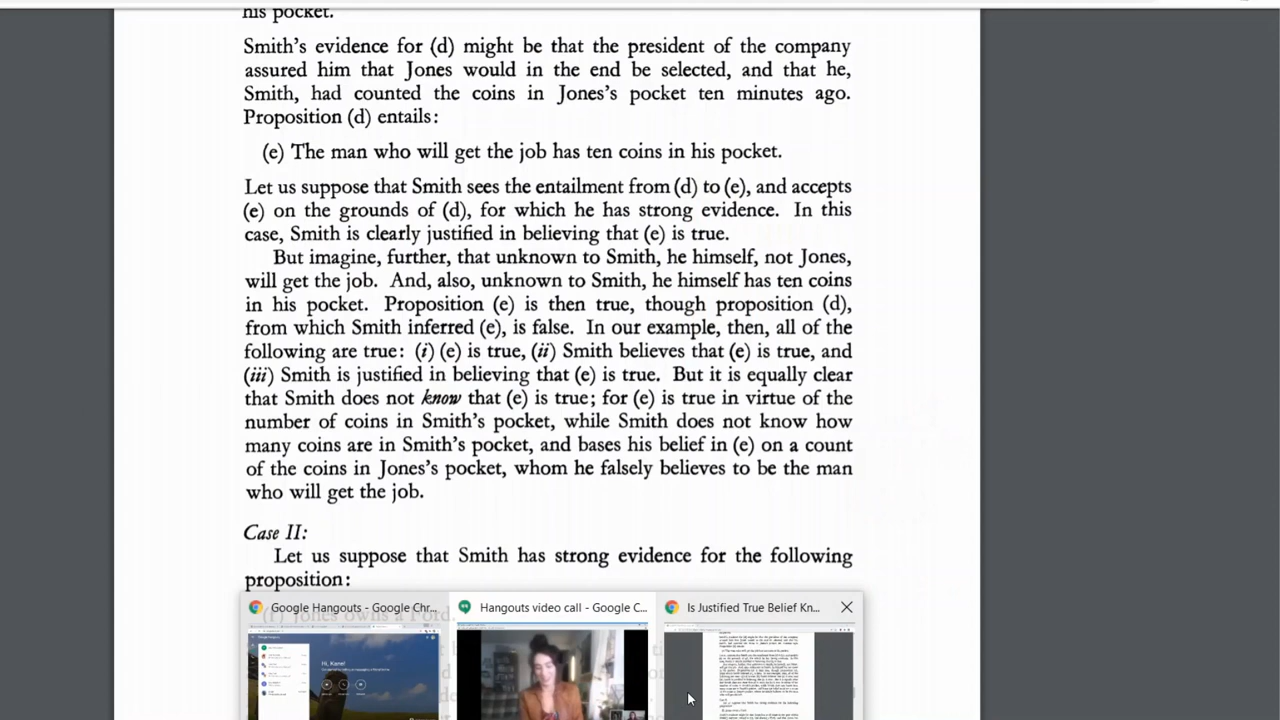 his pocket.
Smith's evidence for (d) might be that the president of the company
assured him that Jones would in the end be selected, and that he,
Smith, had counted the coins in Jones's pocket ten minutes ago.
Proposition (d) entails:
(e) The man who will get the job has ten coins in his pocket.
Let us suppose that Smith sees the entailment from (d) to (e), and accepts
(e) on the grounds of (d), for which he has strong evidence. In this
case, Smith is clearly justified in believing that (e) is true.
But imagine, further, that unknown to Smith, he himself, not Jones,
will get the job. And, also, unknown to Smith, he himself has ten coins
in his pocket. Proposition (e) is then true, though proposition (d),
from which Smith inferred (e), is false. In our example, then, all of the
following are true: (i) (e) is true, (ii) Smith believes that (e) is true, and
(iii) Smith is justified in believing that (e) is true. But it is equally clear
that Smith does not know that (e) is true; for (e) is true in virtue of the
number of coins in Smith's pocket, while Smith does not know how
many coins are in Smith's pocket, and bases his belief in (e) on a count
of the coins in Jones's pocket, whom he falsely believes to be the man
who will get the job.
Case II:
Let us suppose that Smith has strong evidence for the following
proposition:
Google Hangouts - Google Chr...
Hangouts video call - Google C...
Is Justified True Belief Kn...
Hi, Kane!